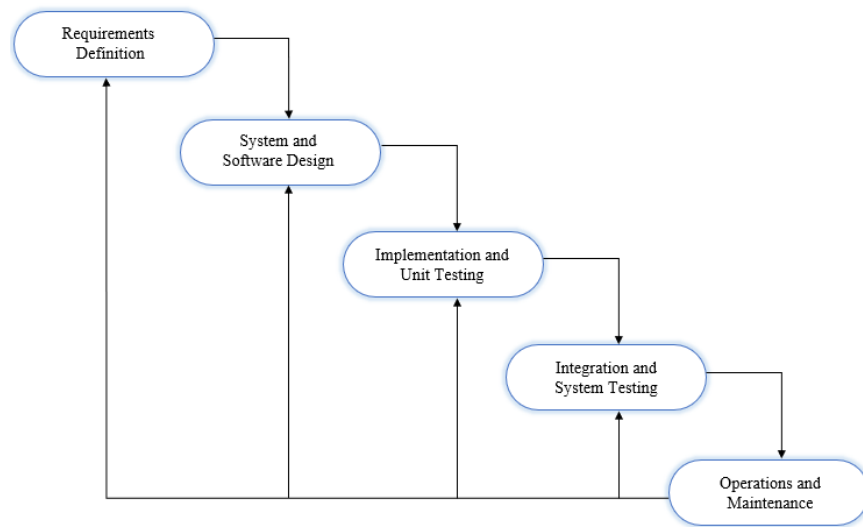 Requirements
Definition
System and
Software Design
Implementation and
Unit Testing
Integration and
System Testing
Operations and
Maintenance